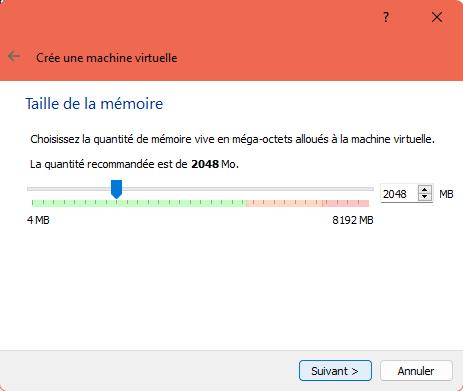 ?
Crée une machine virtuelle
Taille de la mémoire
Choisissez la quantité de mémoire vive en méga-octets alloués à la machine virtuelle.
La quantité recommandée est de 2048 Mo.
2048 MB
4 MB 8192 MB
Suivant > Annuler